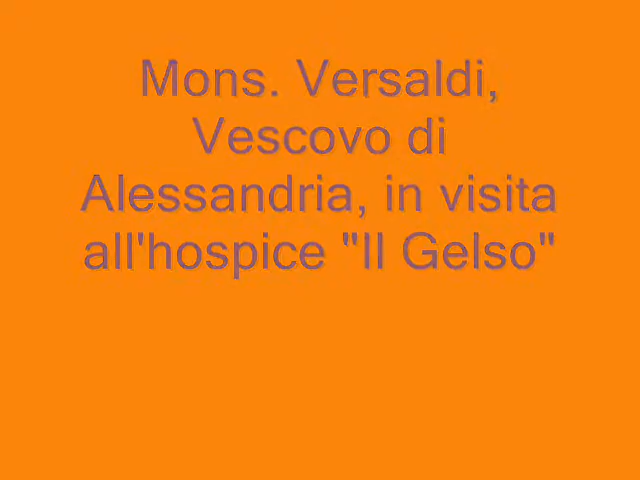 Mons. Versaldi,
Vescovo di
Alessandria, in visita
all'hospice "Il Gelso"